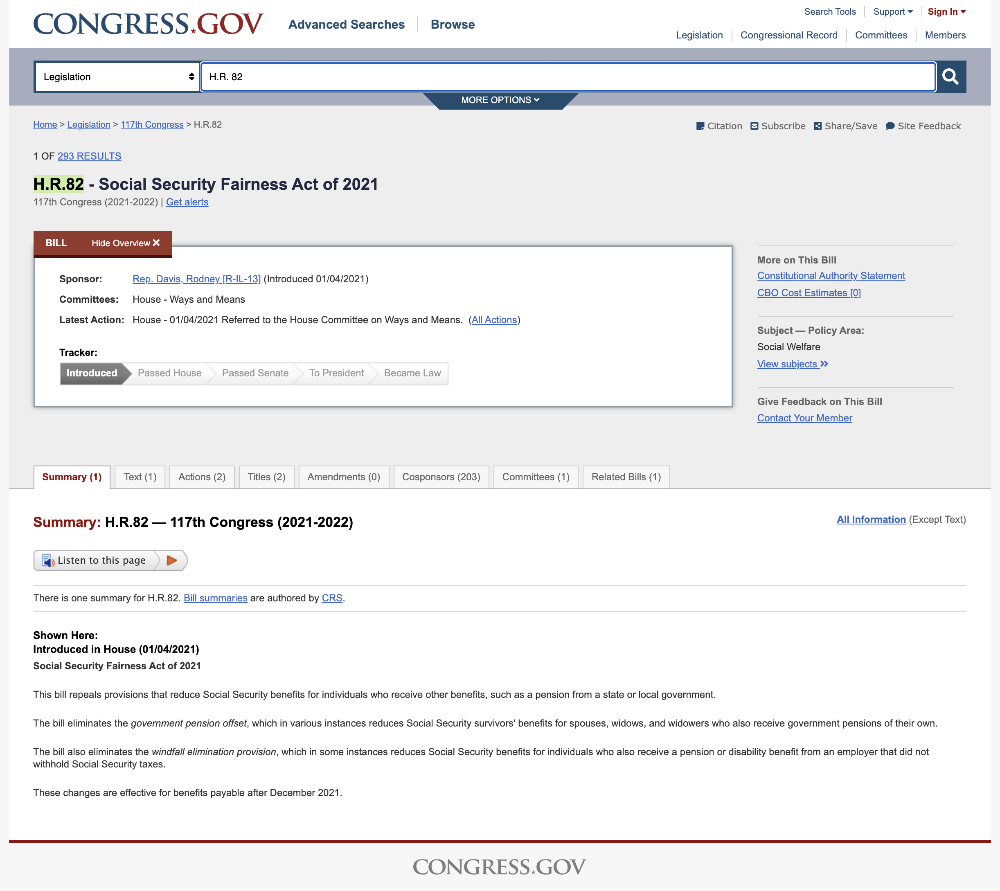 CONGRESS.GOV
Advanced Searches
Browse
Search Tools
Support
Sign In
Legislation
Congressional Record
Committees
Members
Legislation
H.R. 82
MORE OPTIONS
Home > Legislation > 117th Congress > H.R.82
Citation
Subscribe
Share/Save
Site Feedback
1 OF 293 RESULTS
H.R.82 - Social Security Fairness Act of 2021
117th Congress (2021-2022) | Get alerts
BILL
Hide Overview
Sponsor: Rep. Davis, Rodney [R-IL-13] (Introduced 01/04/2021)
Committees: House - Ways and Means
Latest Action: House - 01/04/2021 Referred to the House Committee on Ways and Means. (All Actions)
Tracker:
Introduced
Passed House
Passed Senate
To President
Became Law
More on This Bill
Constitutional Authority Statement
CBO Cost Estimates [0]
Subject — Policy Area:
Social Welfare
View subjects
Give Feedback on This Bill
Contact Your Member
Summary (1)
Text (1)
Actions (2)
Titles (2)
Amendments (0)
Cosponsors (203)
Committees (1)
Related Bills (1)
Summary: H.R.82 — 117th Congress (2021-2022)
All Information (Except Text)
Listen to this page
There is one summary for H.R.82. Bill summaries are authored by CRS.
Shown Here:
Introduced in House (01/04/2021)
Social Security Fairness Act of 2021
This bill repeals provisions that reduce Social Security benefits for individuals who receive other benefits, such as a pension from a state or local government.
The bill eliminates the government pension offset, which in various instances reduces Social Security survivors' benefits for spouses, widows, and widowers who also receive government pensions of their own.
The bill also eliminates the windfall elimination provision, which in some instances reduces Social Security benefits for individuals who also receive a pension or disability benefit from an employer that did not
withhold Social Security taxes.
These changes are effective for benefits payable after December 2021.
CONGRESS.GOV